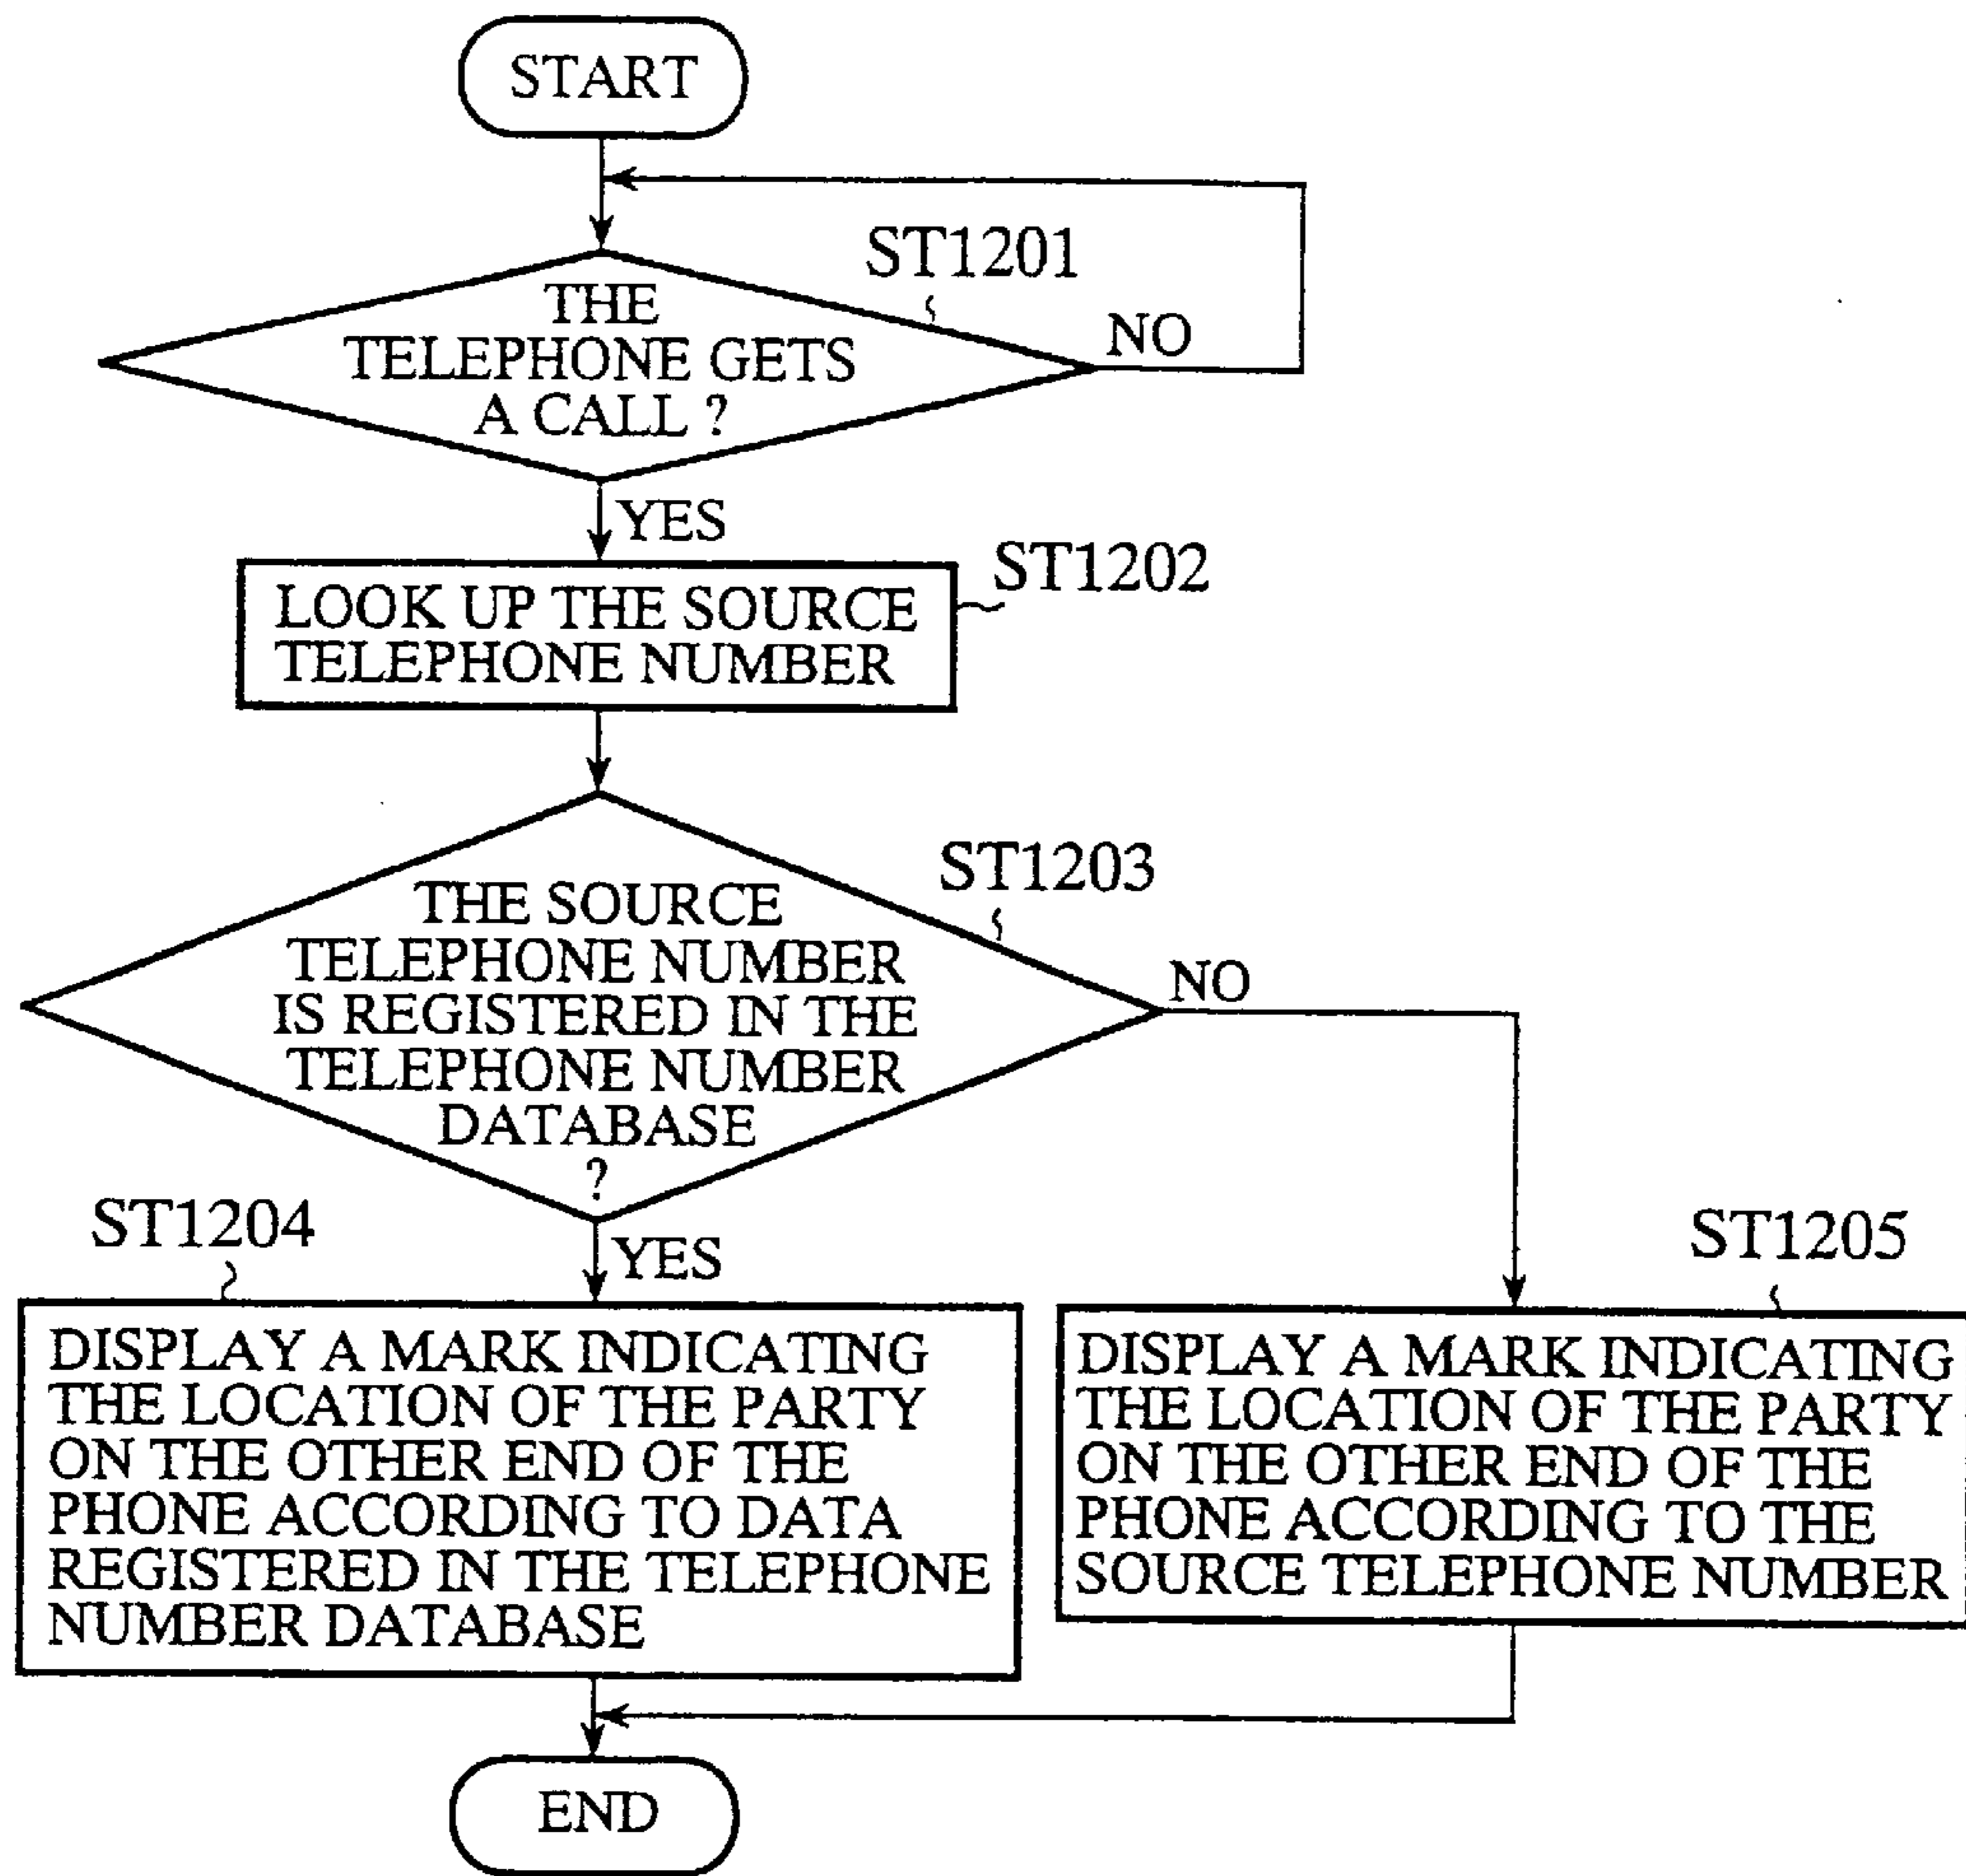 START
ST1201
THE
TELEPHONE GETS
A CALL ?
NO
YES
ST1202
LOOK UP THE SOURCE
TELEPHONE NUMBER
ST1203
THE SOURCE
TELEPHONE NUMBER
IS REGISTERED IN THE
TELEPHONE NUMBER
DATABASE
?
NO
YES
ST1204
DISPLAY A MARK INDICATING
THE LOCATION OF THE PARTY
ON THE OTHER END OF THE
PHONE ACCORDING TO DATA
REGISTERED IN THE TELEPHONE
NUMBER DATABASE
ST1205
DISPLAY A MARK INDICATING
THE LOCATION OF THE PARTY
ON THE OTHER END OF THE
PHONE ACCORDING TO THE
SOURCE TELEPHONE NUMBER
END